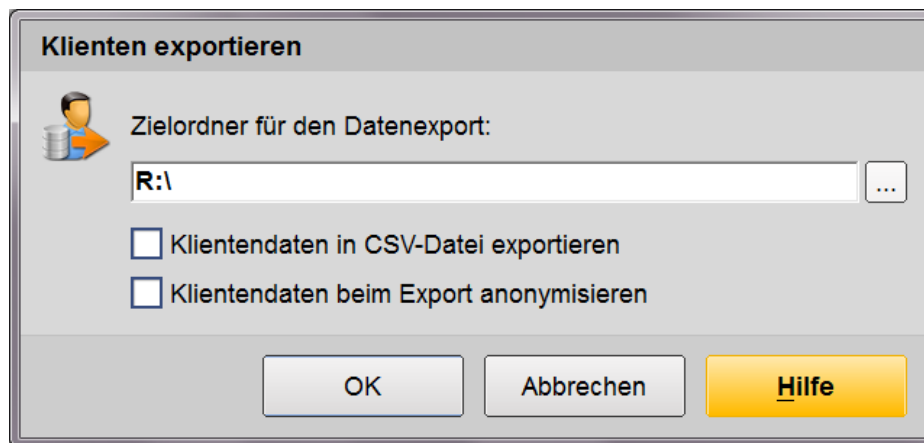 Klienten exportieren
Zielordner für den Datenexport:
R:\
...
Klientendaten in CSV-Datei exportieren
Klientendaten beim Export anonymisieren
OK
Abbrechen
Hilfe